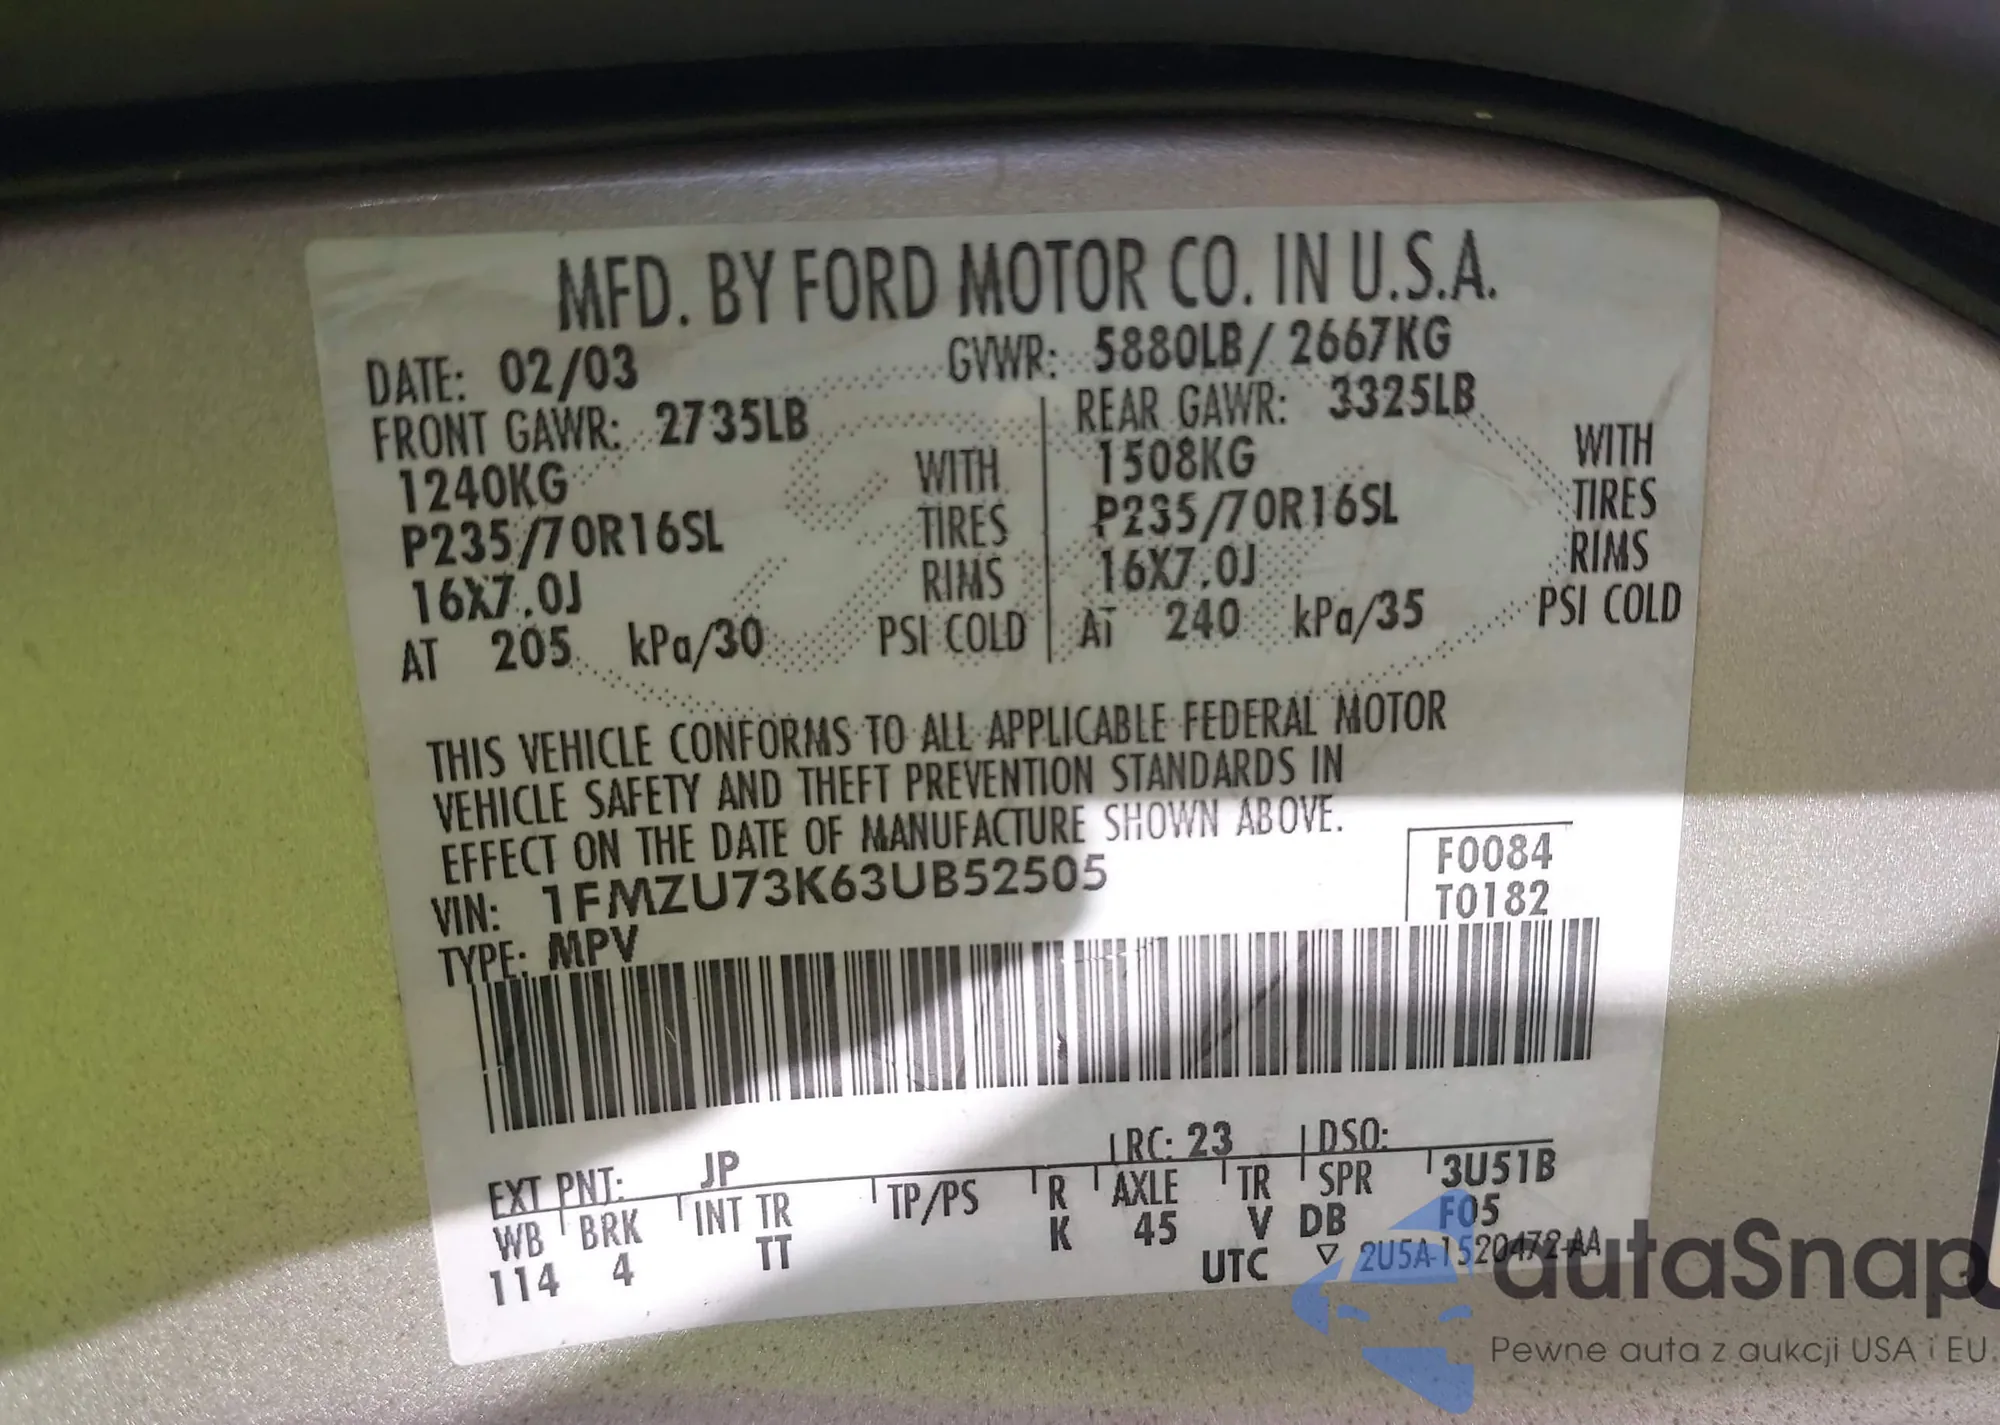 MFD. BY FORD MOTOR CO. IN U.S.A.
DATE: 02/03 GVWR: 5880LB/ 2667KG
FRONT GAWR: 2735LB REAR GAWR: 3325LB
1240KG WITH 1508KG WITH
P235/70R16SL TIRES P235/70R16SL TIRES
16X7.0J RIMS 16X7.0J RIMS
AT 205 kPa/30 PSI COLD AT 240 kPa/35 PSI COLD
THIS VEHICLE CONFORMS TO ALL APPLICABLE FEDERAL MOTOR
VEHICLE SAFETY AND THEFT PREVENTION STANDARDS IN
EFFECT ON THE DATE OF MANUFACTURE SHOWN ABOVE.
VIN: 1FMZU73K63UB52505 F0084
TYPE: MPV T0182
EXT PNT: JP RC: 23 DSO:
WB BRK INT TR TP/PS R AXLE TR SPR 3U51B
114 4 TT K 45 V DB F05
UTC ▽ 2U5A-1520472-AA
autaSnap
Pewne auta z aukcji USA i EU.